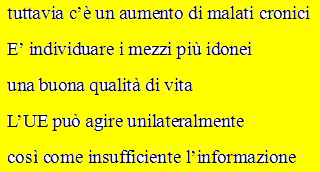 tuttavia c’è un aumento di malati cronici
E’ individuare i mezzi più idonei
una buona qualità di vita
L’UE può agire unilateralmente
così come insufficiente l’informazione